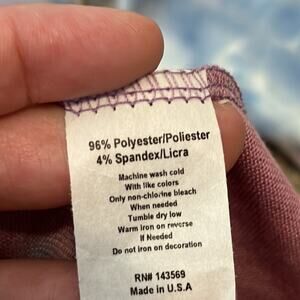 96% Polyester/Poliester
4% Spandex/Licra
Machine wash cold
With like colors
Only non-chlorine bleach
When needed
Tumble dry low
Warm iron on reverse
If Needed
Do not iron on decoration
RN# 143569
Made in U.S.A